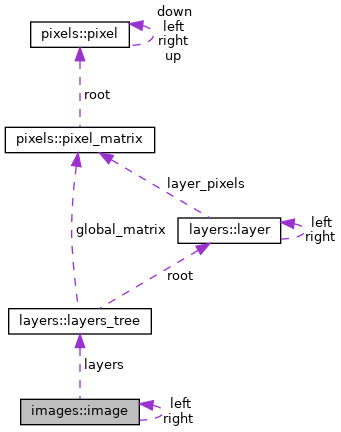 down
left
right
up
pixels::pixel
root
pixels::pixel_matrix
layer_pixels
global_matrix
layers::layer
left
right
root
layers::layers_tree
layers
images::image
left
right